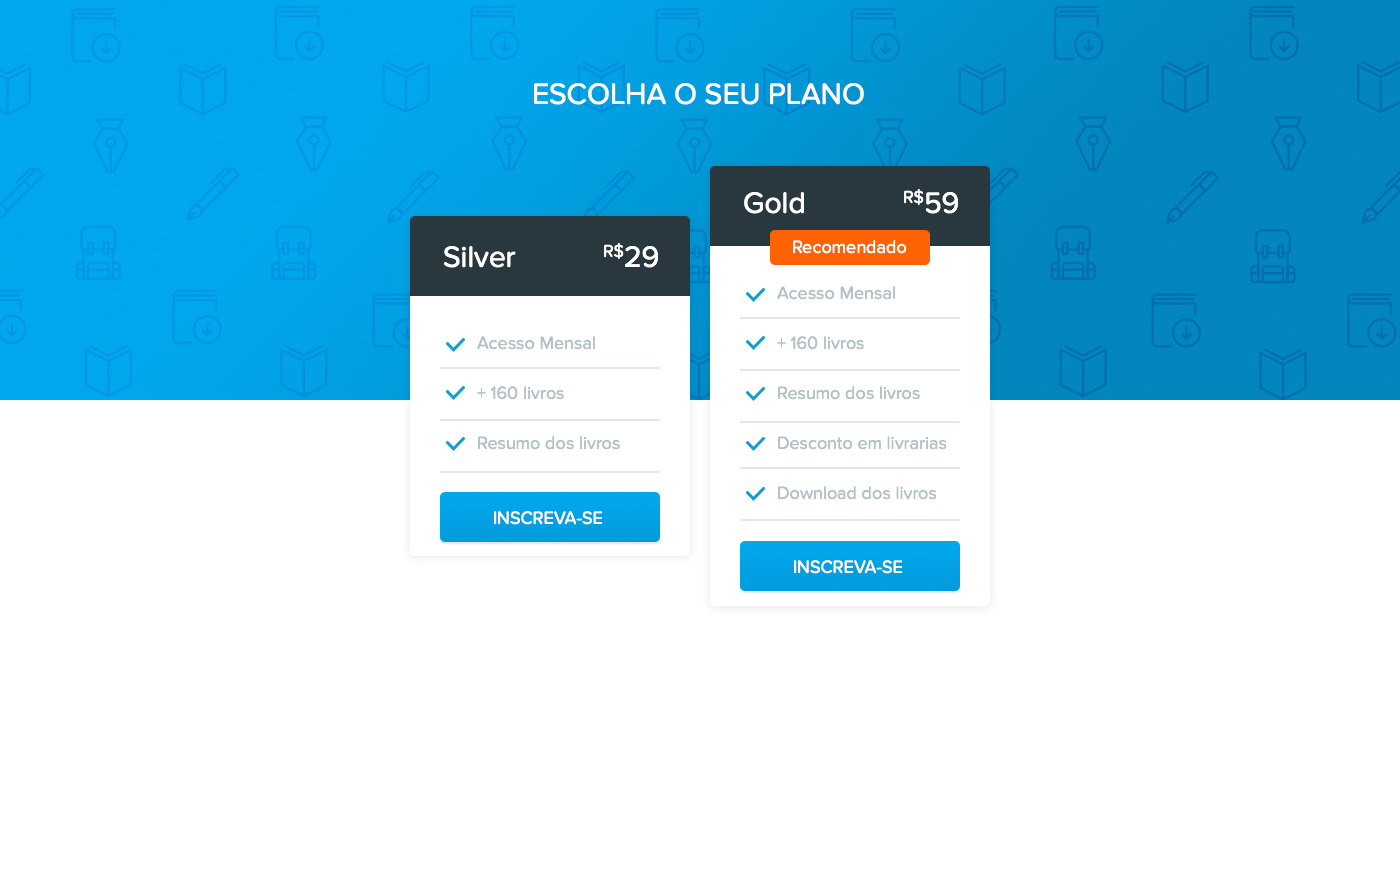 ESCOLHA O SEU PLANO
Silver
R$29
Acesso Mensal
+ 160 livros
Resumo dos livros
INSCREVA-SE
Gold
R$59
Recomendado
Acesso Mensal
+ 160 livros
Resumo dos livros
Desconto em livrarias
Download dos livros
INSCREVA-SE